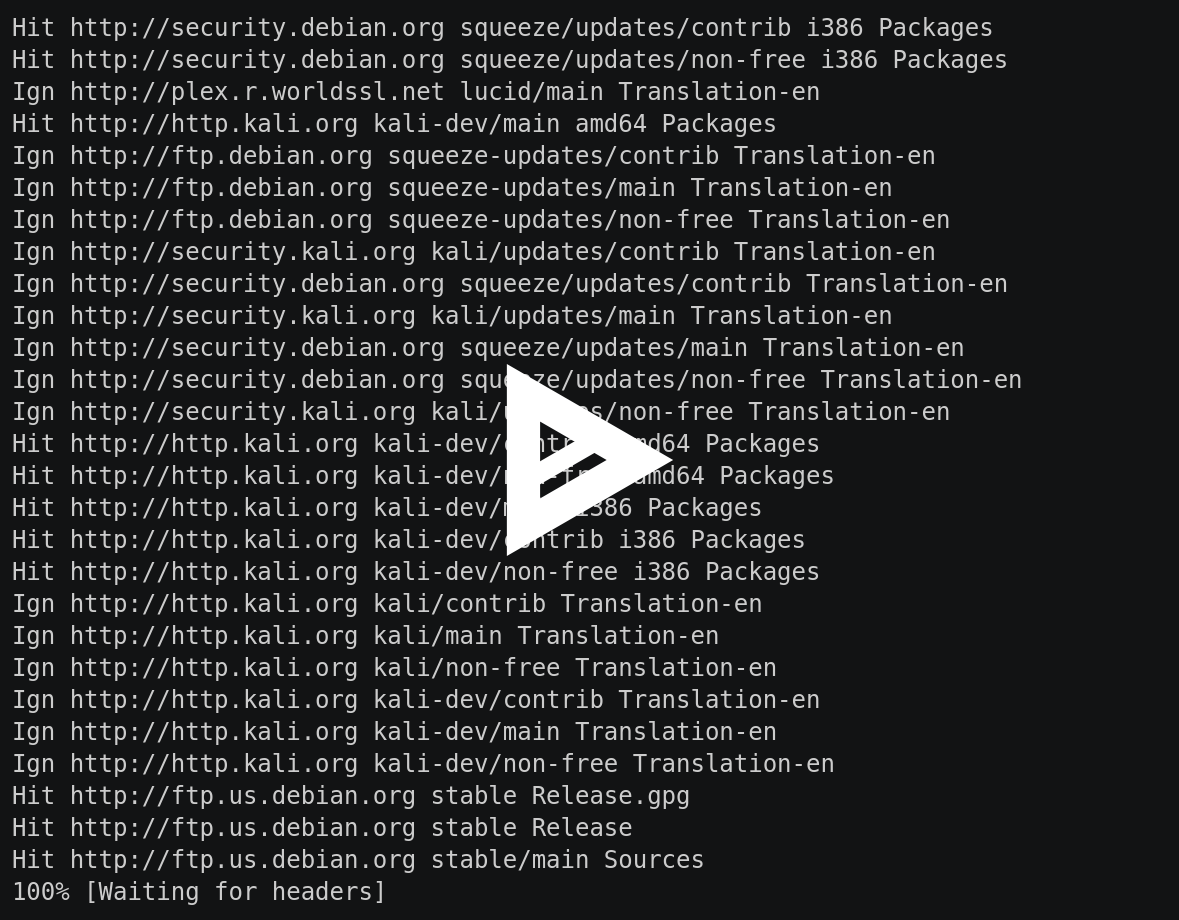 Hit http://security.debian.org squeeze/updates/contrib i386 Packages
Hit http://security.debian.org squeeze/updates/non-free i386 Packages
Ign http://plex.r.worldssl.net lucid/main Translation-en
Hit http://http.kali.org kali-dev/main amd64 Packages
Ign http://ftp.debian.org squeeze-updates/contrib Translation-en
Ign http://ftp.debian.org squeeze-updates/main Translation-en
Ign http://ftp.debian.org squeeze-updates/non-free Translation-en
Ign http://security.kali.org kali/updates/contrib Translation-en
Ign http://security.debian.org squeeze/updates/contrib Translation-en
Ign http://security.kali.org kali/updates/main Translation-en
Ign http://security.debian.org squeeze/updates/main Translation-en
Ign http://security.debian.org squeeze/updates/non-free Translation-en
Ign http://security.kali.org kali/updates/non-free Translation-en
Hit http://http.kali.org kali-dev/contrib amd64 Packages
Hit http://http.kali.org kali-dev/non-free amd64 Packages
Hit http://http.kali.org kali-dev/main i386 Packages
Hit http://http.kali.org kali-dev/contrib i386 Packages
Hit http://http.kali.org kali-dev/non-free i386 Packages
Ign http://http.kali.org kali/contrib Translation-en
Ign http://http.kali.org kali/main Translation-en
Ign http://http.kali.org kali/non-free Translation-en
Ign http://http.kali.org kali-dev/contrib Translation-en
Ign http://http.kali.org kali-dev/main Translation-en
Ign http://http.kali.org kali-dev/non-free Translation-en
Hit http://ftp.us.debian.org stable Release.gpg
Hit http://ftp.us.debian.org stable Release
Hit http://ftp.us.debian.org stable/main Sources
100% [Waiting for headers]